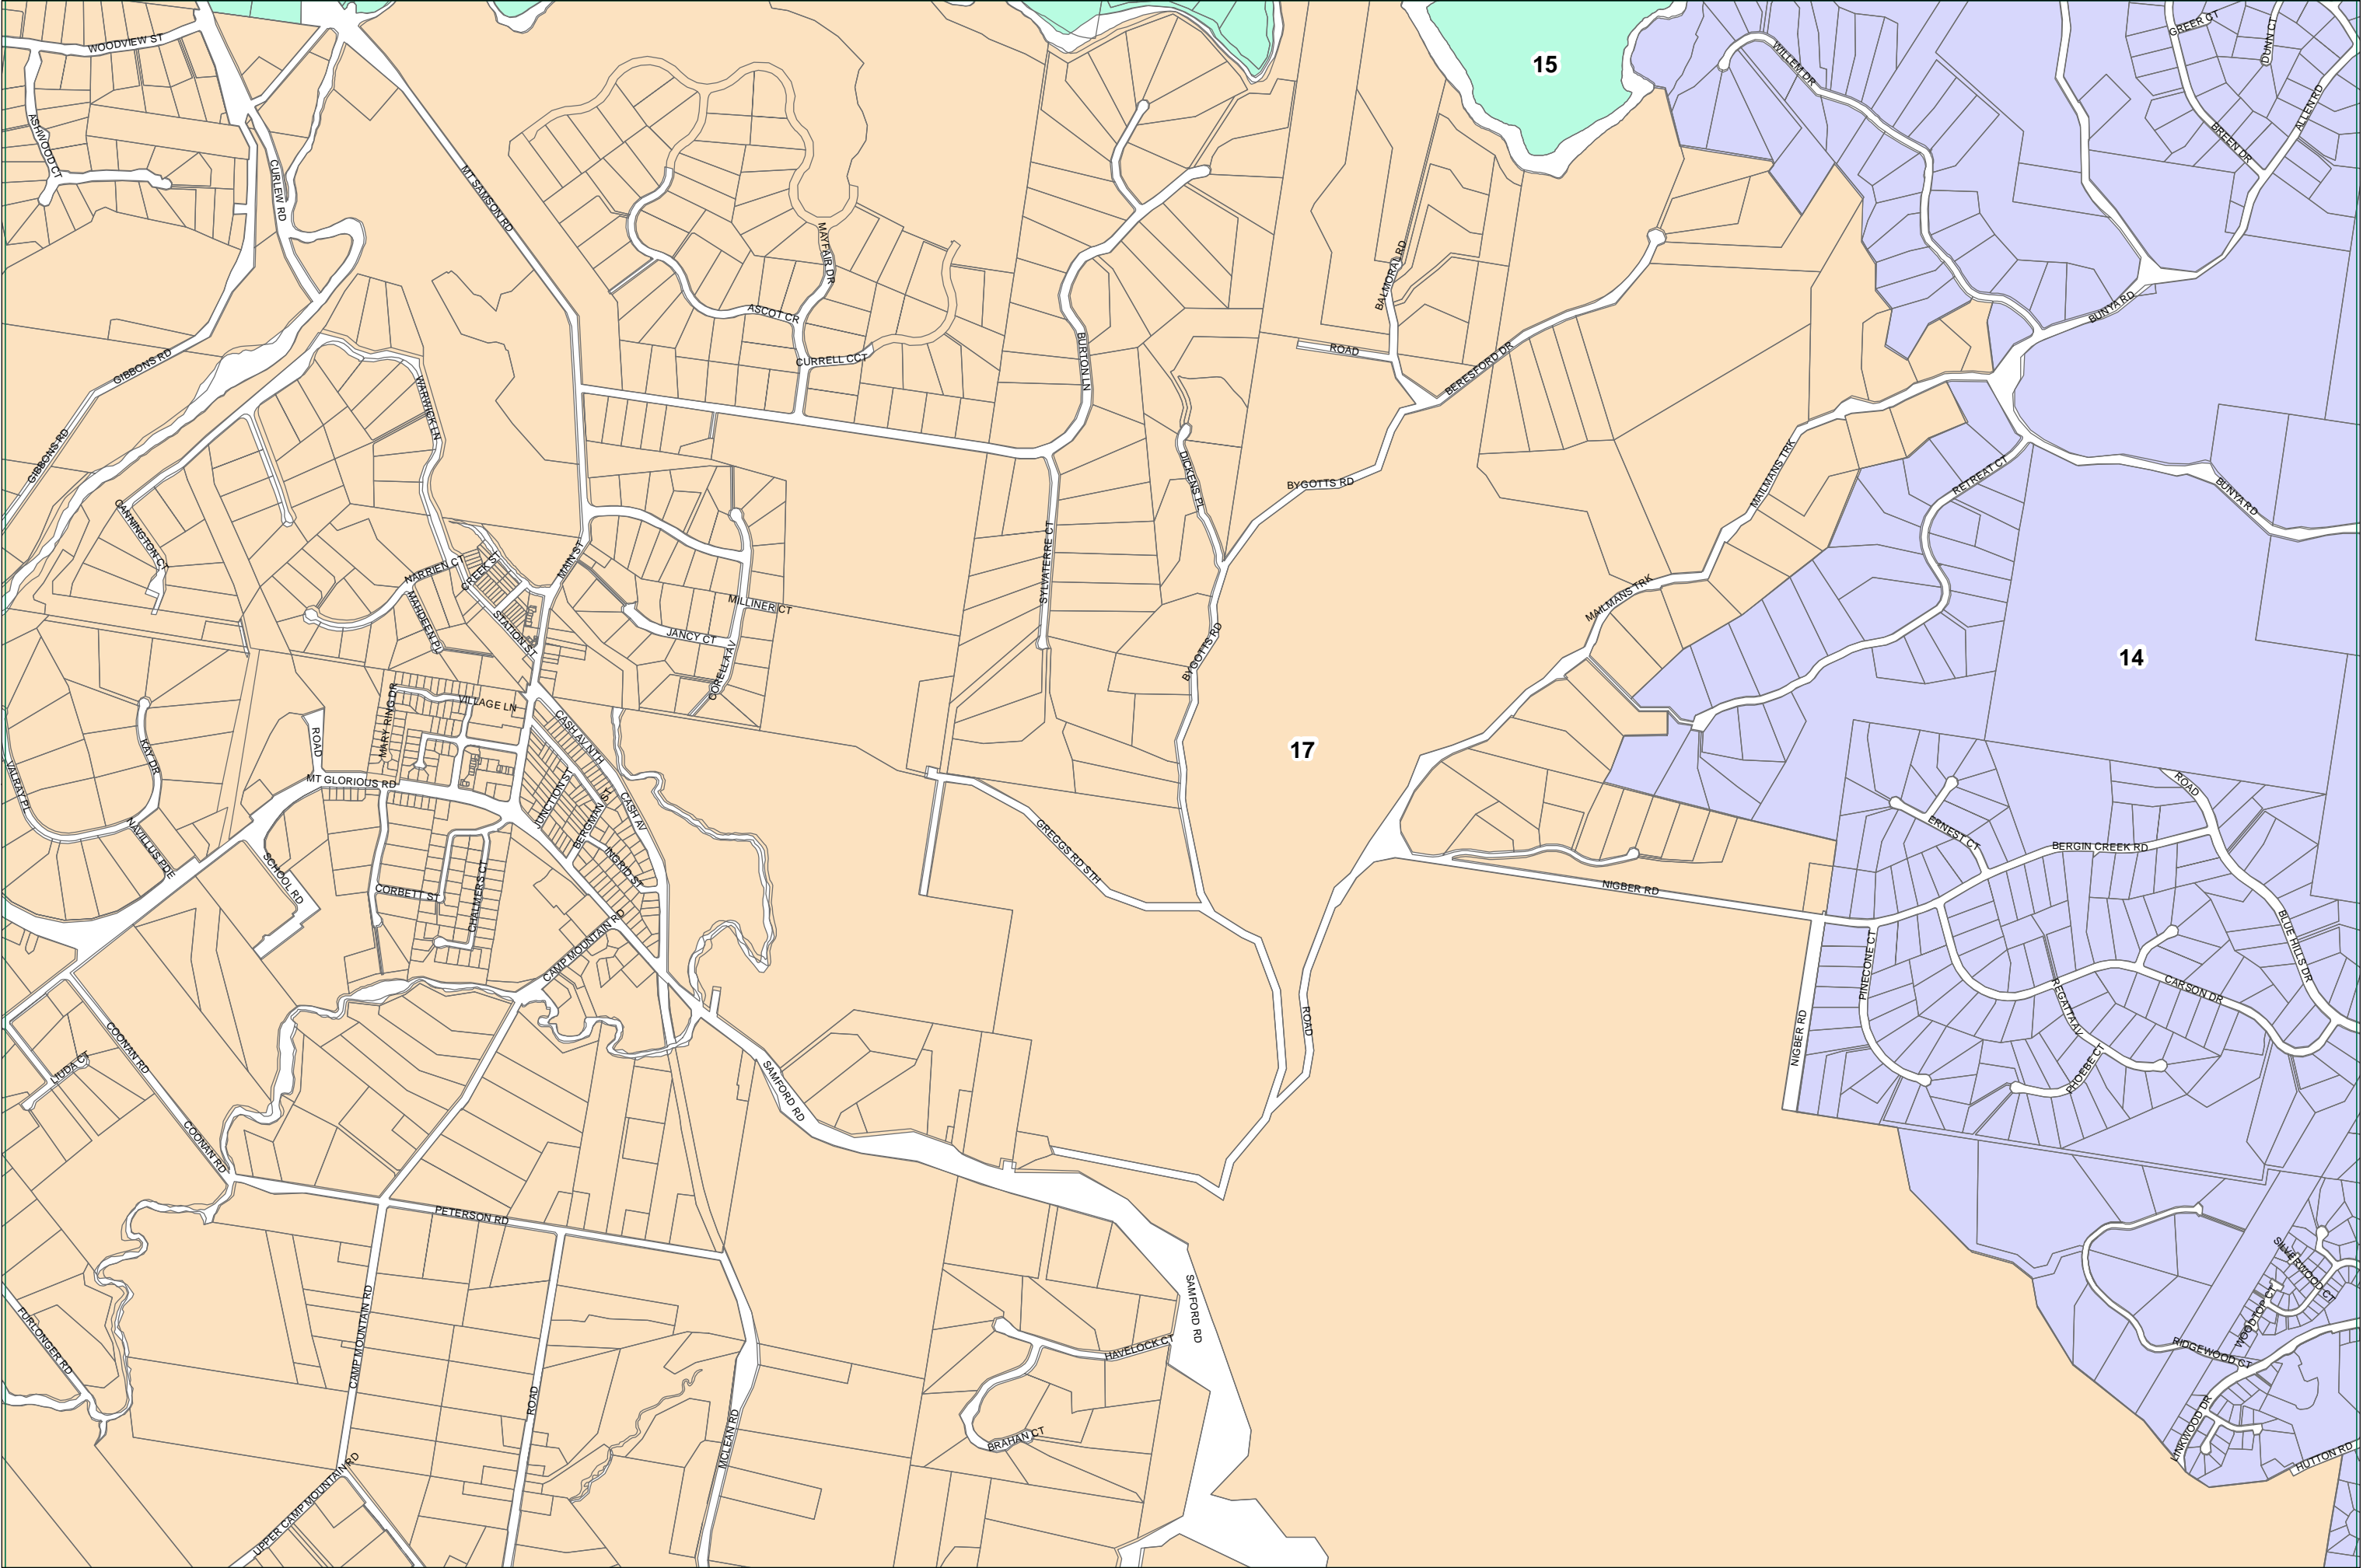 WOODVIEW ST
GREER CT
DUNN CT
WILLEM DR
15
ALLEN RD
ASHWOOD CT
BREEN DR
CURLEW RD
MT SAMSON RD
MAYFAIR DR
BALMORAL RD
ASCOT CR
BUNYA RD
CURRELL CCT
BURTON LN
ROAD
BERESFORD DR
GIBBONS RD
WARWICK LN
GIBBONS RD
DICKENS PL
BYGOTTS RD
MAILMANS TRK
RETREAT CT
BUNYA RD
CANNINGTON CT
NARRIEN CT
CREEK ST
MAIN ST
SYLVATERRE CT
MAHDEEN PL
STATION ST
MILLINER CT
JANCY CT
CORELLA AV
MAILMANS TRK
BYGOTTS RD
14
VILLAGE LN
MARY RING DR
CASH AV NTH
ROAD
KAY DR
VALRAY PL
MT GLORIOUS RD
17
JUNCTION ST
BERGMAN ST
CASH AV
ROAD
NAVILLUS PDE
SCHOOL RD
INGRID ST
GREGGS RD STH
ERNEST CT
BERGIN CREEK RD
CORBETT ST
CHALMERS CT
NIGBER RD
CAMP MOUNTAIN RD
PINECONE CT
BLUE HILLS DR
CARSON DR
REGATTA AV
COONAN RD
LIUDA CT
ROAD
NIGBER RD
PHOEBE CT
SAMFORD RD
COONAN RD
PETERSON RD
SILVERWOOD CT
SAMFORD RD
WOODTOP CT
CAMP MOUNTAIN RD
FURLONGER RD
HAVELOCK CT
RIDGEWOOD CT
ROAD
MCLEAN RD
BRAHAN CT
LINKWOOD DR
HUTTON RD
UPPER CAMP MOUNTAIN RD